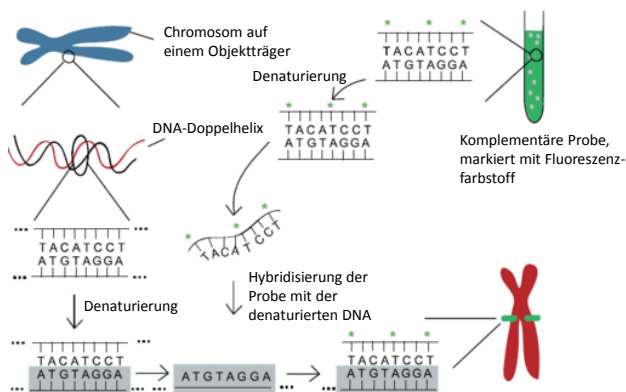 Chromosom auf
einem Objektträger
* * *
TACATCCT
ATGTAGGA
Denaturierung
DNA-Doppelhelix
* * *
TACATCCT
ATGTAGGA
Komplementäre Probe,
markiert mit Fluoreszenz-
farbstoff
* * *
TACATCCT
... ...
TACATCCT
ATGTAGGA
... ...
Denaturierung
Hybridisierung der
Probe mit der
denaturierten DNA
... ...
TACATCCT
ATGTAGGA
... ...
ATGTAGGA
...
* * *
TACATCCT
ATGTAGGA
...